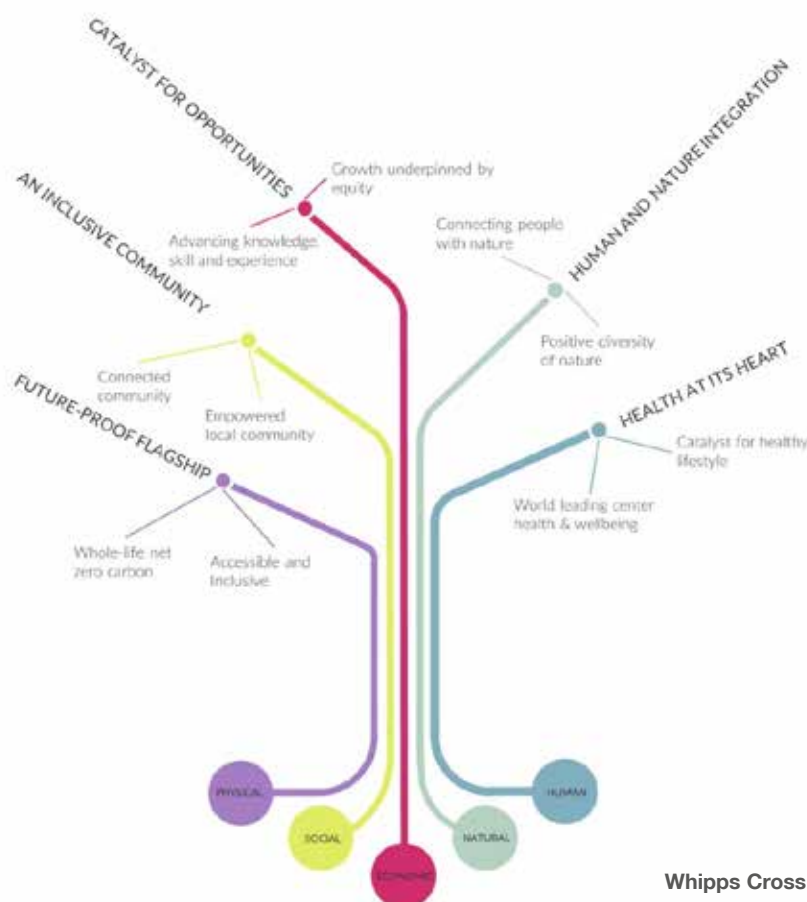 CATALYST FOR OPPORTUNITIES
Growth underpinned by
equity
Advancing knowledge,
skill and experience
HUMAN AND NATURE INTEGRATION
Connecting people
with nature
Positive diversity
of nature
AN INCLUSIVE COMMUNITY
Connected
community
Empowered
local community
HEALTH AT ITS HEART
Catalyst for healthy
lifestyle
World leading center
health & wellbeing
FUTURE-PROOF FLAGSHIP
Whole-life net
zero carbon
Accessible and
Inclusive
PHYSICAL
SOCIAL
ECONOMIC
NATURAL
HUMAN
Whipps Cross